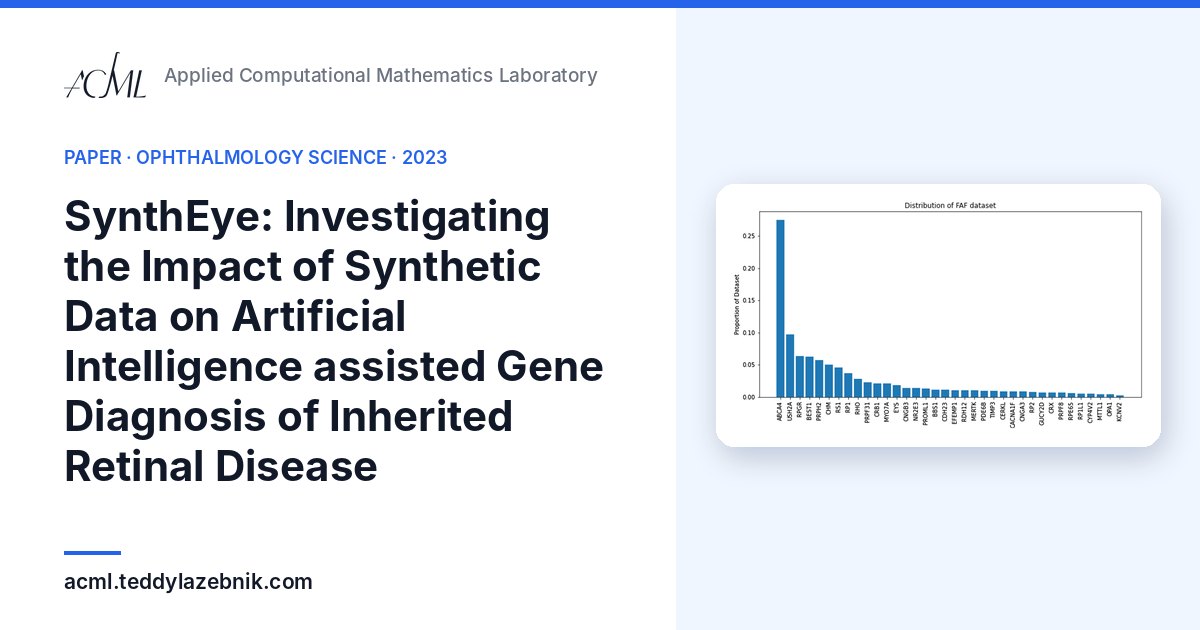 ACML
Applied Computational Mathematics Laboratory
PAPER · OPHTHALMOLOGY SCIENCE · 2023
SynthEye: Investigating
the Impact of Synthetic
Data on Artificial
Intelligence assisted Gene
Diagnosis of Inherited
Retinal Disease
acml.teddylazebnik.com
Distribution of FAF dataset
Proportion of Dataset
0.25
0.20
0.15
0.10
0.05
0.00
ABCA4
USH2A
RPGR
BEST1
PRPH2
CHM
RS1
RP1
RHO
PRPF31
CRB1
MYO7A
EYS
CNGB3
NR2E3
PROML1
BBS1
CDH23
EFEMP1
RDH12
MERTK
PDE6B
TIMP3
CERKL
CACNA1F
CNGA3
RP2
GUCY2D
CRX
PRPF8
RPE65
RP1L1
CYP4V2
MTTL1
OPA1
KCNV2